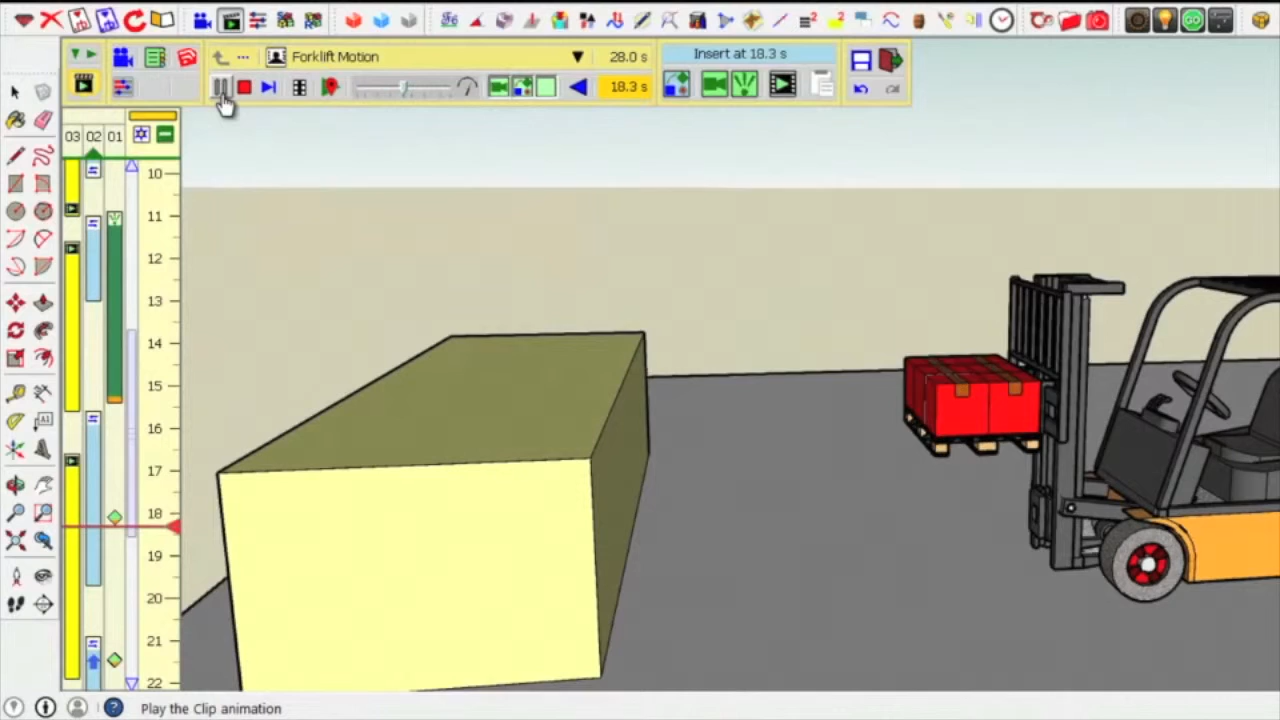 Forklift Motion
28.0 s
Insert at 18.3 s
18.3 s
03 02 01
10
11
12
13
14
15
16
17
18
19
20
21
22
Play the Clip animation